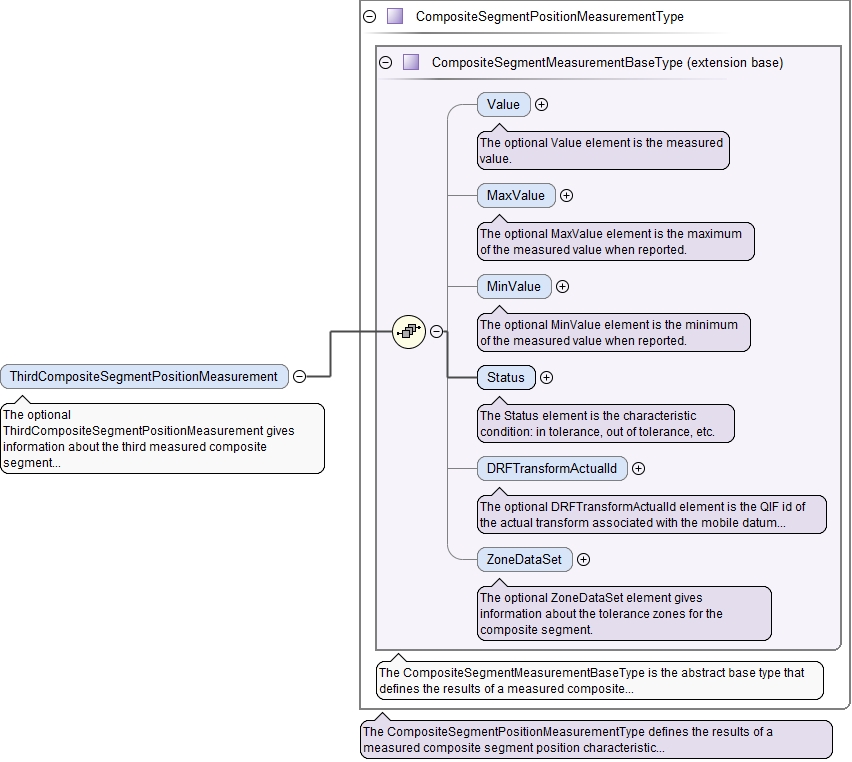 CompositeSegmentPositionMeasurementType
CompositeSegmentMeasurementBaseType (extension base)
Value
The optional Value element is the measured
value.
MaxValue
The optional MaxValue element is the maximum
of the measured value when reported.
MinValue
The optional MinValue element is the minimum
of the measured value when reported.
ThirdCompositeSegmentPositionMeasurement
The optional
ThirdCompositeSegmentPositionMeasurement gives
information about the third measured composite
segment...
Status
The Status element is the characteristic
condition: in tolerance, out of tolerance, etc.
DRFTransformActualId
The optional DRFTransformActualId element is the QIF id of
the actual transform associated with the mobile datum...
ZoneDataSet
The optional ZoneDataSet element gives
information about the tolerance zones for the
composite segment.
The CompositeSegmentMeasurementBaseType is the abstract base type that
defines the results of a measured composite...
The CompositeSegmentPositionMeasurementType defines the results of a
measured composite segment position characteristic...